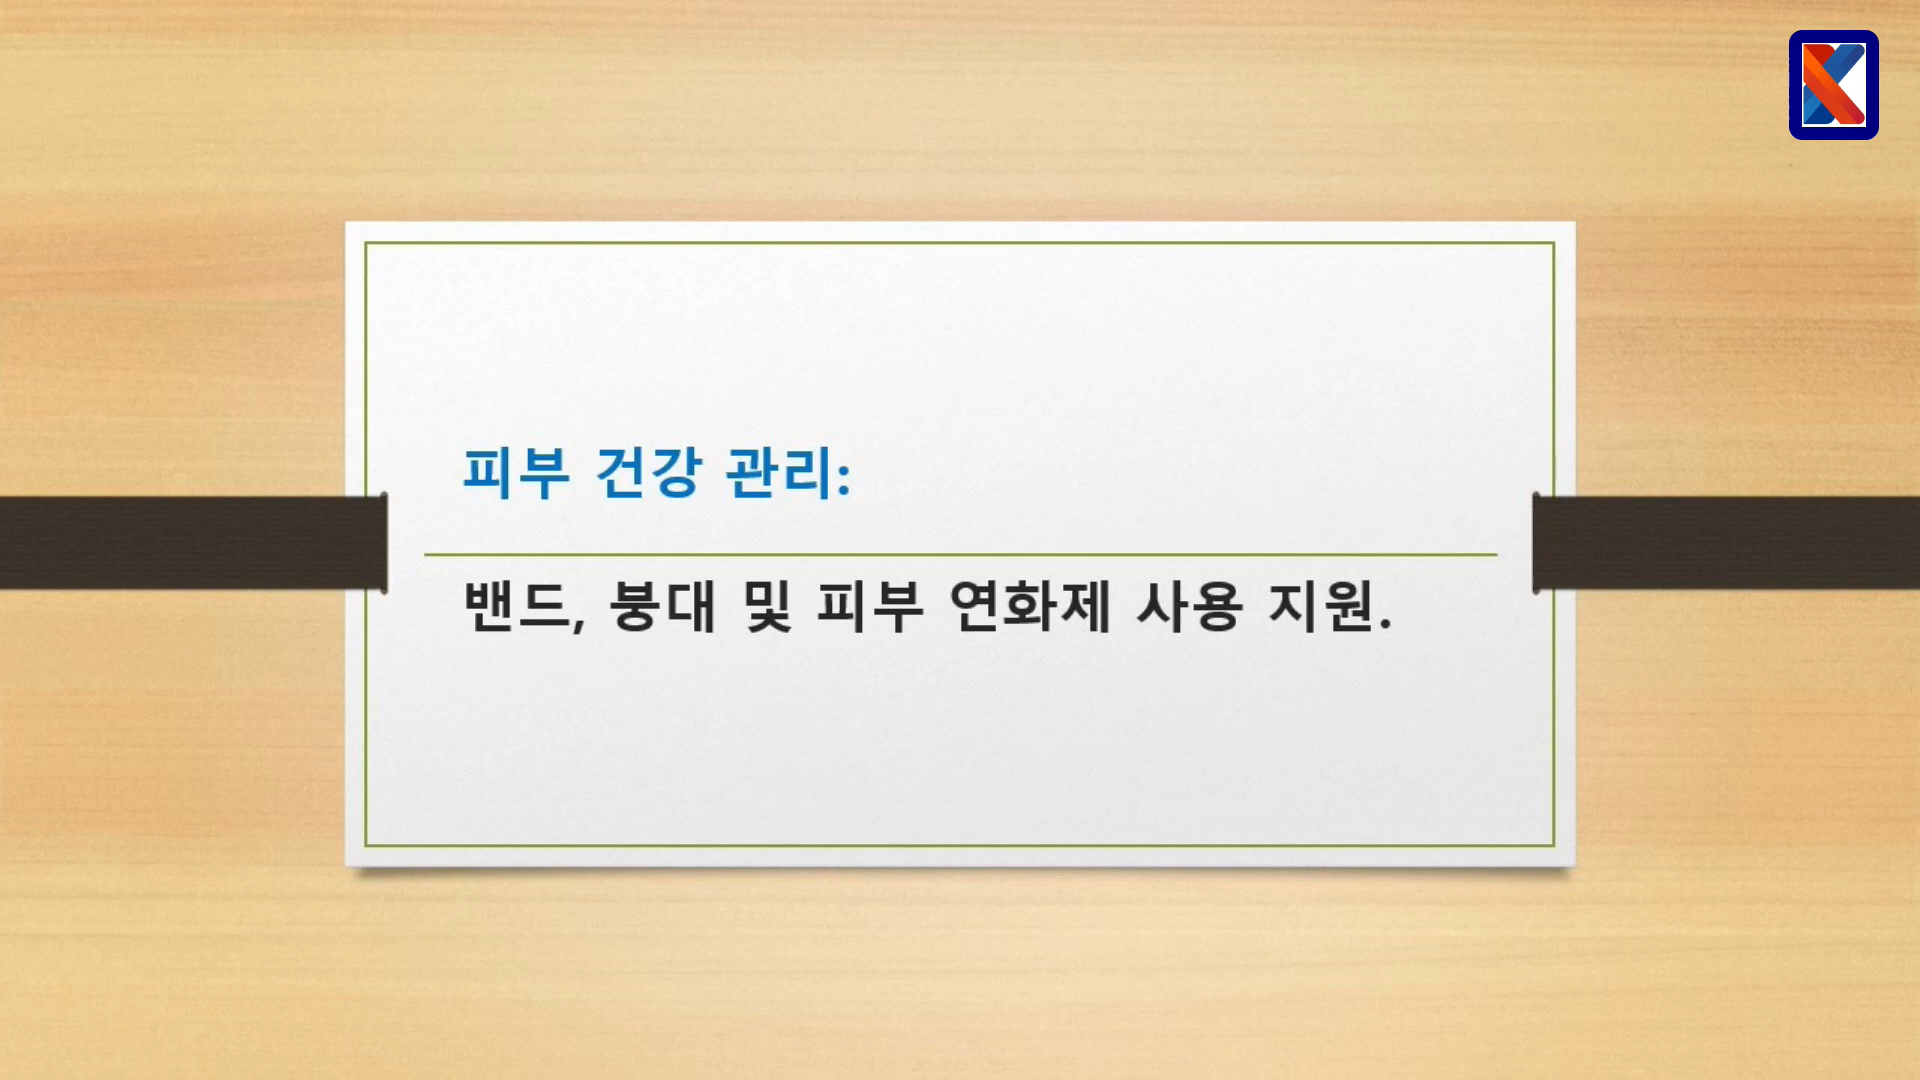 피부 건강 관리:
밴드, 붕대 및 피부 연화제 사용 지원.